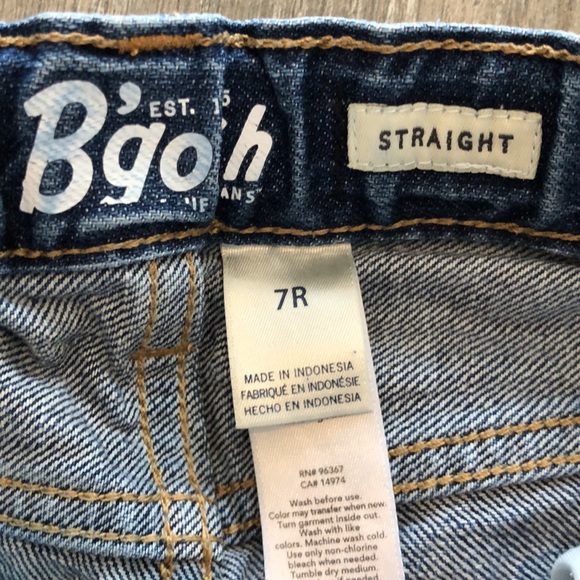 B'gosh
EST.
STRAIGHT
7R
MADE IN INDONESIA
FABRIQUÉ EN INDONÉSIE
HECHO EN INDONESIA
RN# 96367
CA# 14974
Wash before use.
Color may transfer when new.
Turn garment inside out.
Wash with like
colors. Machine wash cold.
Use only non-chlorine
bleach when needed.
Tumble dry medium.